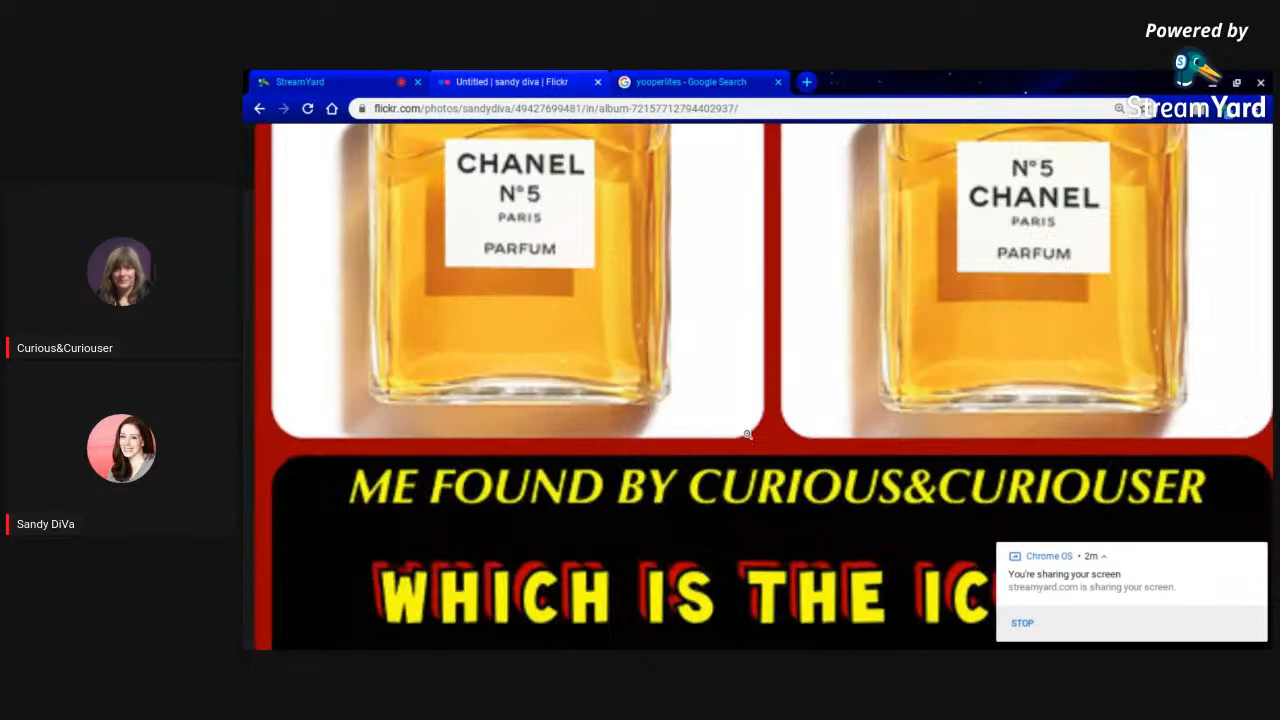 Powered by
StreamYard
StreamYard
Untitled | sandy diva | Flickr
yooperlites - Google Search
flickr.com/photos/sandydiva/49427699481/in/album-72157712794402937/
CHANEL
N°5
PARIS
PARFUM
N°5
CHANEL
PARIS
PARFUM
Curious&Curiouser
Sandy DiVa
ME FOUND BY CURIOUS&CURIOUSER
WHICH IS THE IC
Chrome OS • 2m
You're sharing your screen
streamyard.com is sharing your screen.
STOP